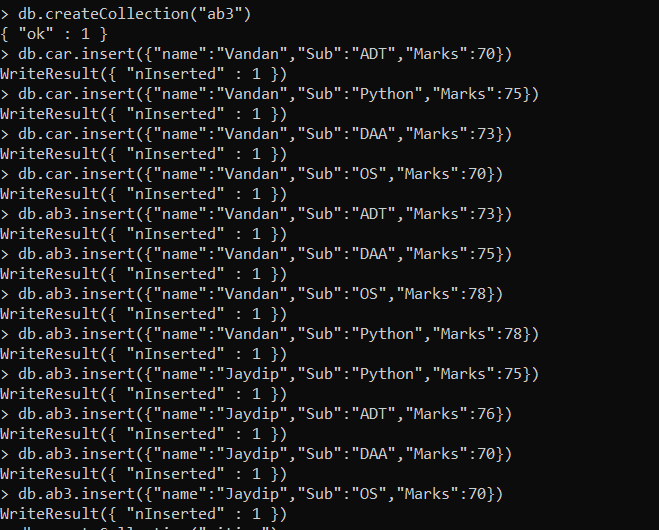 > db.createCollection("ab3")
{ "ok" : 1 }
> db.car.insert({"name":"Vandan","Sub":"ADT","Marks":70})
WriteResult({ "nInserted" : 1 })
> db.car.insert({"name":"Vandan","Sub":"Python","Marks":75})
WriteResult({ "nInserted" : 1 })
> db.car.insert({"name":"Vandan","Sub":"DAA","Marks":73})
WriteResult({ "nInserted" : 1 })
> db.car.insert({"name":"Vandan","Sub":"OS","Marks":70})
WriteResult({ "nInserted" : 1 })
> db.ab3.insert({"name":"Vandan","Sub":"ADT","Marks":73})
WriteResult({ "nInserted" : 1 })
> db.ab3.insert({"name":"Vandan","Sub":"DAA","Marks":75})
WriteResult({ "nInserted" : 1 })
> db.ab3.insert({"name":"Vandan","Sub":"OS","Marks":78})
WriteResult({ "nInserted" : 1 })
> db.ab3.insert({"name":"Vandan","Sub":"Python","Marks":78})
WriteResult({ "nInserted" : 1 })
> db.ab3.insert({"name":"Jaydip","Sub":"Python","Marks":75})
WriteResult({ "nInserted" : 1 })
> db.ab3.insert({"name":"Jaydip","Sub":"ADT","Marks":76})
WriteResult({ "nInserted" : 1 })
> db.ab3.insert({"name":"Jaydip","Sub":"DAA","Marks":70})
WriteResult({ "nInserted" : 1 })
> db.ab3.insert({"name":"Jaydip","Sub":"OS","Marks":70})
WriteResult({ "nInserted" : 1 })